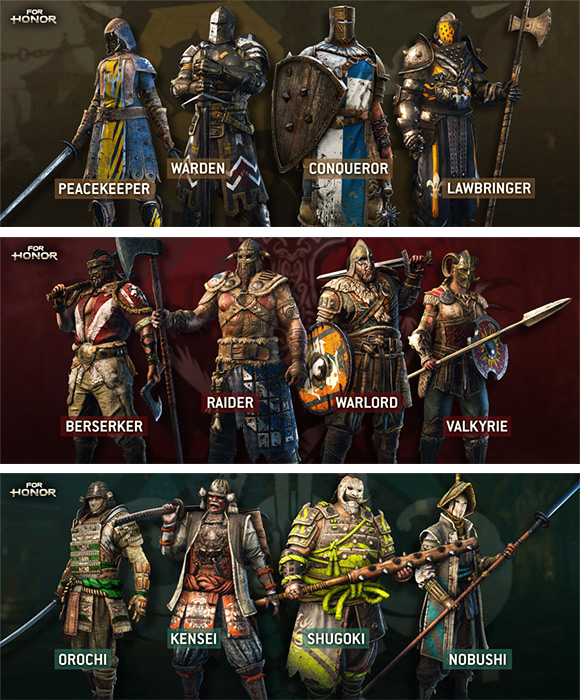 FOR
HONOR
PEACEKEEPER
WARDEN
CONQUEROR
LAWBRINGER
FOR
HONOR
BERSERKER
RAIDER
WARLORD
VALKYRIE
FOR
HONOR
OROCHI
KENSEI
SHUGOKI
NOBUSHI